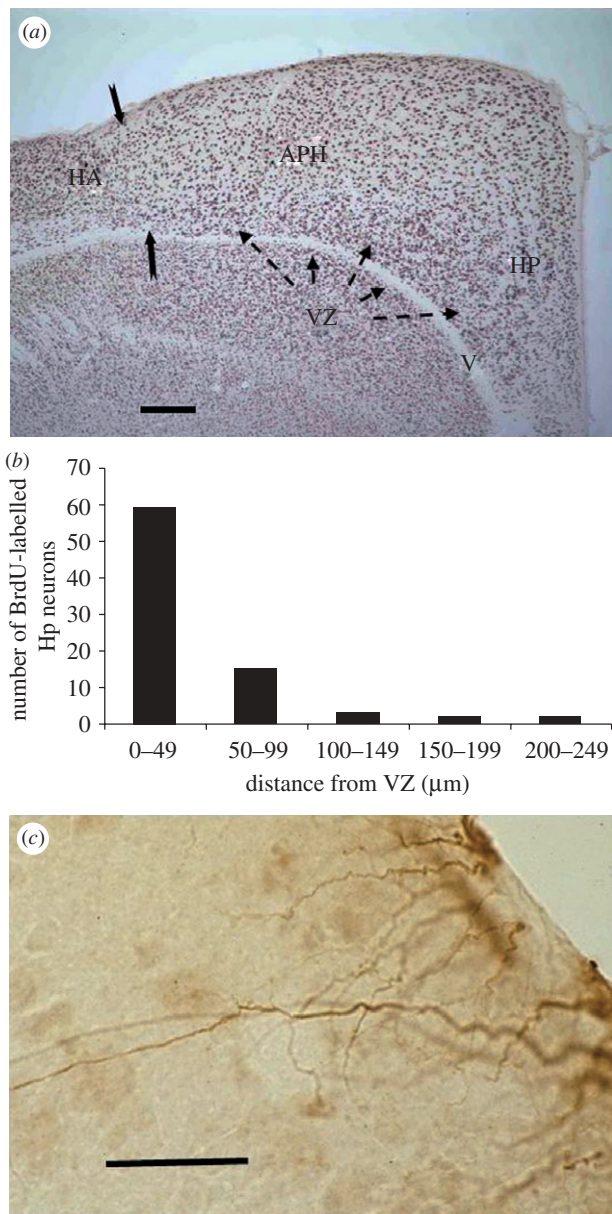 (a)
HA
APH
HP
VZ
V
(b)
number of BrdU-labelled
Hp neurons
70
60
50
40
30
20
10
0
0–49 50–99 100–149 150–199 200–249
distance from VZ (μm)
(c)